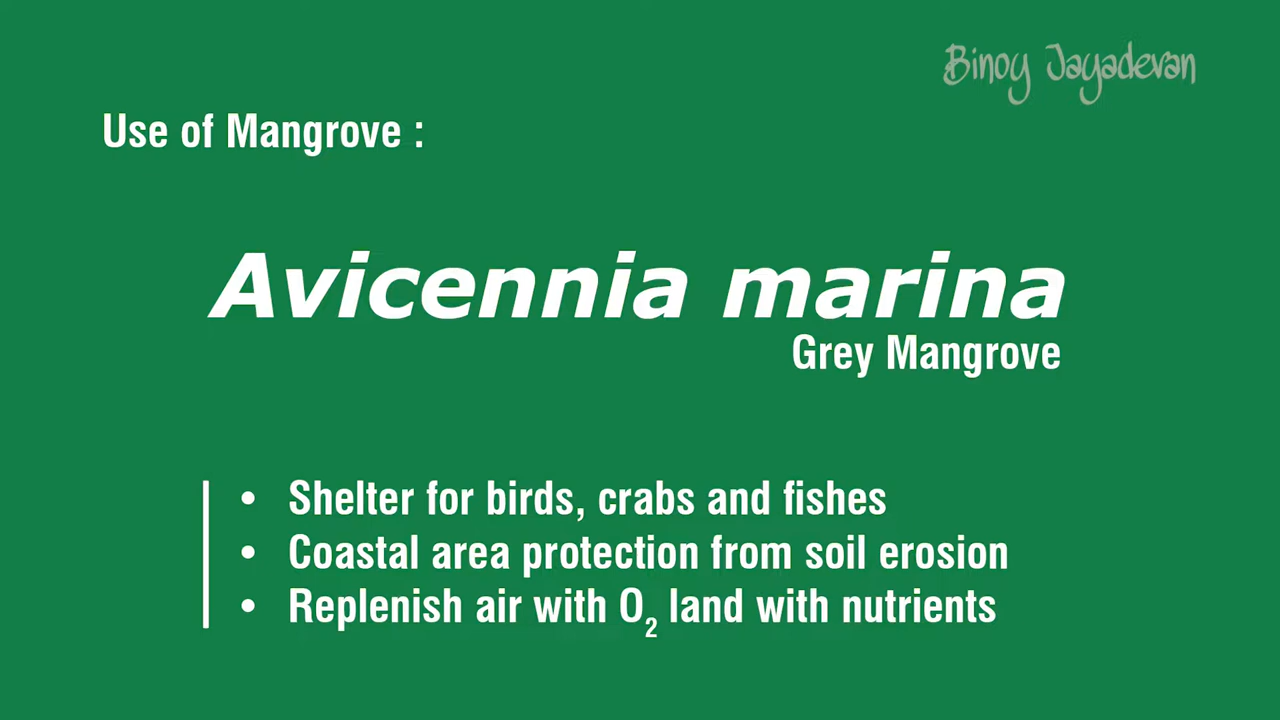 Binoy Jayadevan
Use of Mangrove :
Avicennia marina
Grey Mangrove
• Shelter for birds, crabs and fishes
• Coastal area protection from soil erosion
• Replenish air with O₂ land with nutrients